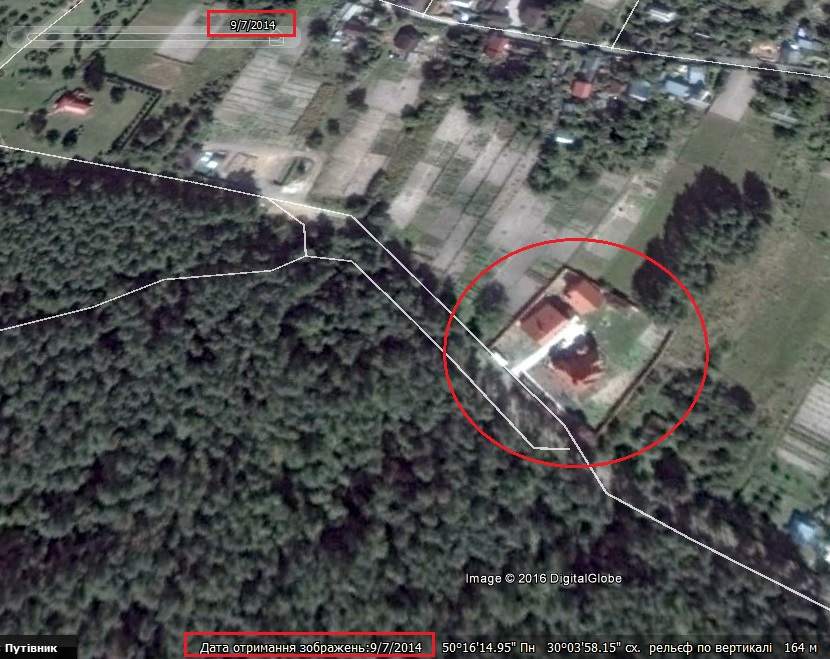 9/7/2014
Image © 2016 DigitalGlobe
Путівник
Дата отримання зображень:9/7/2014 50°16'14.95" Пн 30°03'58.15" сх. рельєф по вертикалі 164 м